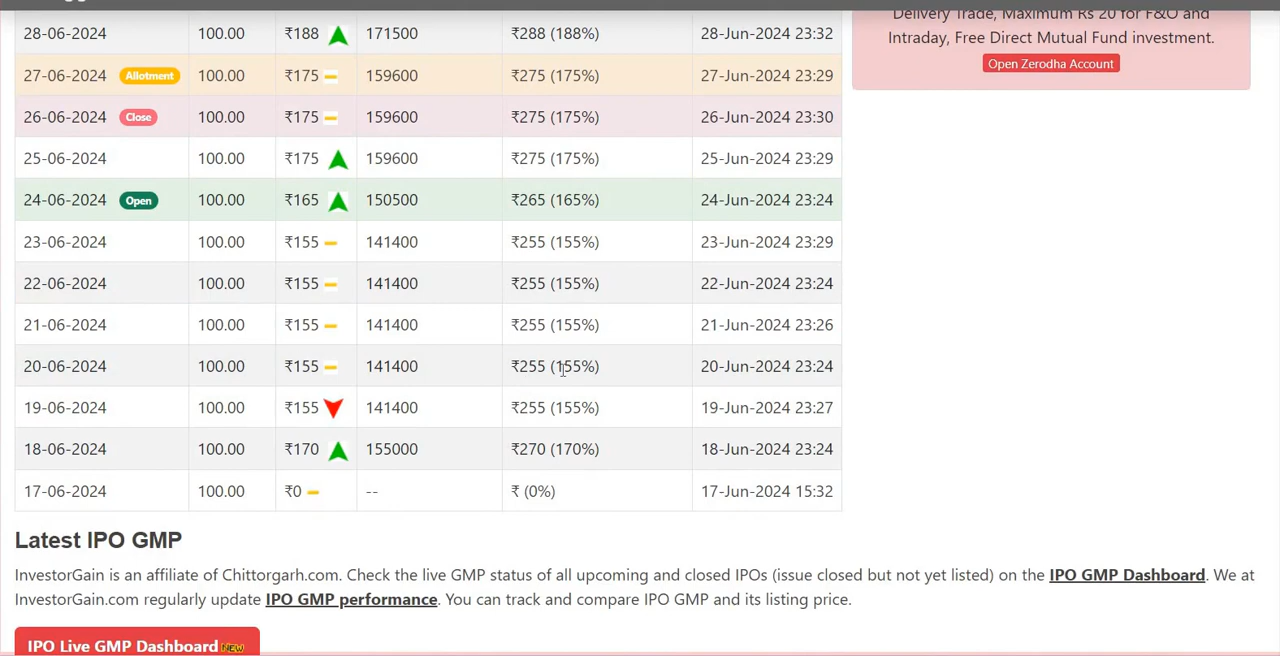 Delivery Trade, Maximum Rs 20 for F&O and
Intraday, Free Direct Mutual Fund investment.
Open Zerodha Account
28-06-2024 100.00 ₹188 171500 ₹288 (188%) 28-Jun-2024 23:32
27-06-2024 Allotment 100.00 ₹175 159600 ₹275 (175%) 27-Jun-2024 23:29
26-06-2024 Close 100.00 ₹175 159600 ₹275 (175%) 26-Jun-2024 23:30
25-06-2024 100.00 ₹175 159600 ₹275 (175%) 25-Jun-2024 23:29
24-06-2024 Open 100.00 ₹165 150500 ₹265 (165%) 24-Jun-2024 23:24
23-06-2024 100.00 ₹155 141400 ₹255 (155%) 23-Jun-2024 23:29
22-06-2024 100.00 ₹155 141400 ₹255 (155%) 22-Jun-2024 23:24
21-06-2024 100.00 ₹155 141400 ₹255 (155%) 21-Jun-2024 23:26
20-06-2024 100.00 ₹155 141400 ₹255 (155%) 20-Jun-2024 23:24
19-06-2024 100.00 ₹155 141400 ₹255 (155%) 19-Jun-2024 23:27
18-06-2024 100.00 ₹170 155000 ₹270 (170%) 18-Jun-2024 23:24
17-06-2024 100.00 ₹0 -- ₹ (0%) 17-Jun-2024 15:32
Latest IPO GMP
InvestorGain is an affiliate of Chittorgarh.com. Check the live GMP status of all upcoming and closed IPOs (issue closed but not yet listed) on the IPO GMP Dashboard. We at
InvestorGain.com regularly update IPO GMP performance. You can track and compare IPO GMP and its listing price.
IPO Live GMP Dashboard NEW